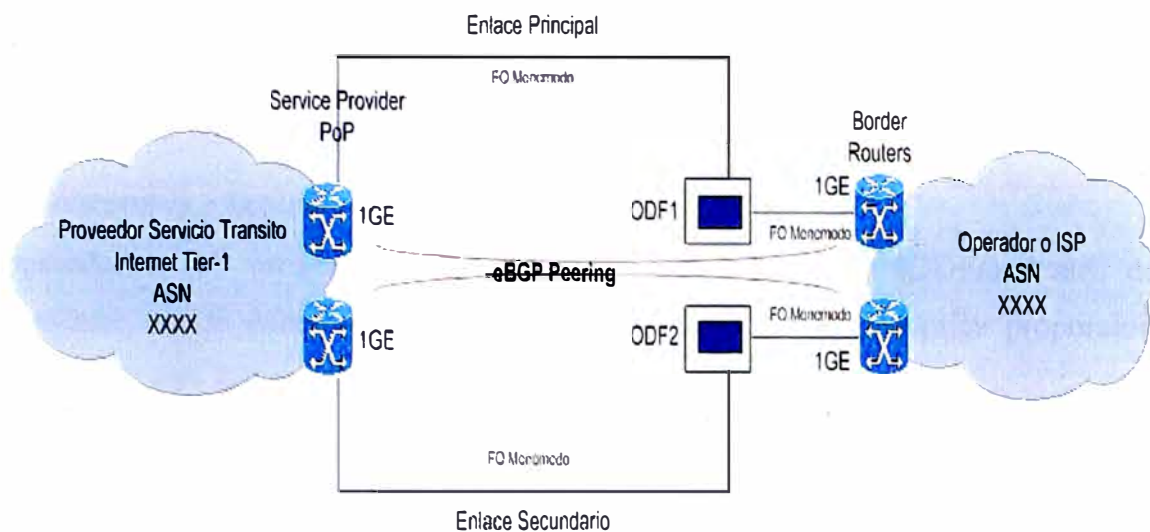 Enlace Principal
FO Monomodo
Service Provider
PoP
Border
Routers
1GE
ODF1
1GE
FO Monomodo
Proveedor Servicio Transito
Internet Tier-1
ASN
XXXX
eBGP Peering
Operador o ISP
ASN
XXXX
FO Monomodo
1GE
ODF2
1GE
FO Monomodo
Enlace Secundario